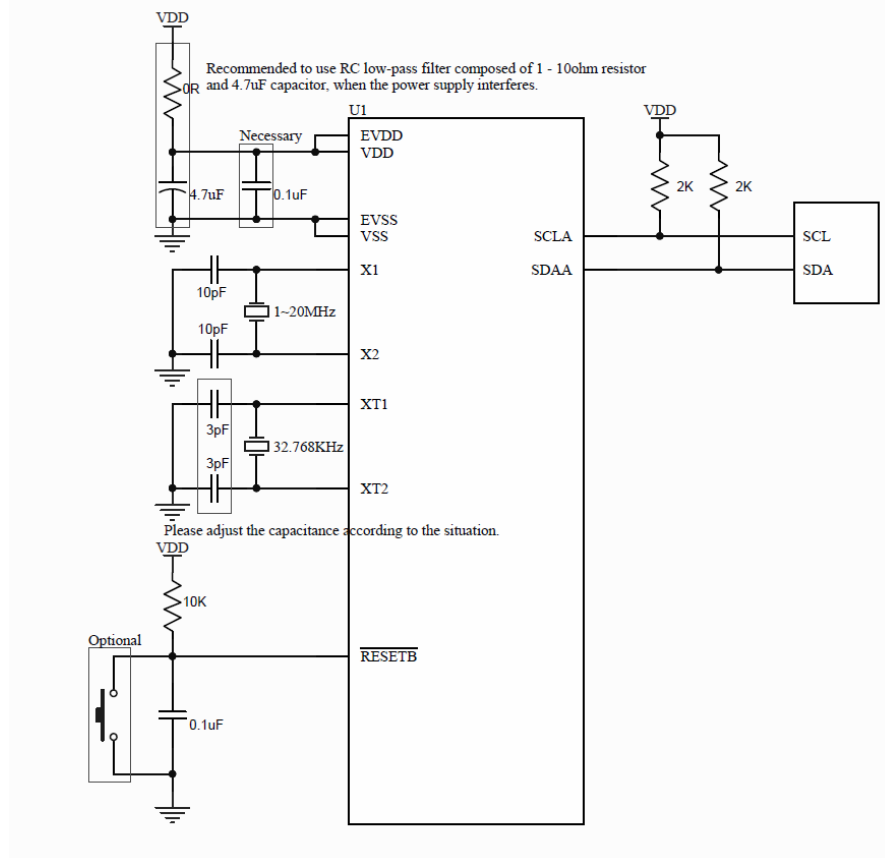 VDD
Recommended to use RC low-pass filter composed of 1 - 10ohm resistor
0R and 4.7uF capacitor, when the power supply interferes.
U1
VDD
Necessary
EVDD
VDD
4.7uF
0.1uF
2K
2K
EVSS
VSS
SCLA
SCL
X1
SDAA
SDA
10pF
1~20MHz
10pF
X2
XT1
3pF
32.768KHz
3pF
XT2
Please adjust the capacitance according to the situation.
VDD
10K
Optional
RESETB
0.1uF